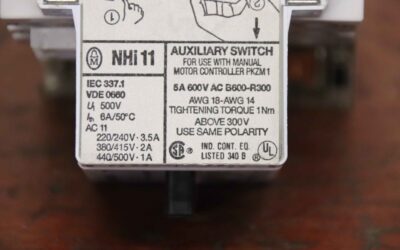 1
2
NHi 11
IEC 337.1
VDE 0660
Ui 500V
6A/50°C
AC 11
220/240V · 3.5A
380/415V · 2A
440/500V · 1A
AUXILIARY SWITCH
FOR USE WITH MANUAL
MOTOR CONTROLLER PKZM 1
5A 600V AC B600-R300
AWG 18-AWG 14
TIGHTENING TORQUE 1Nm
ABOVE 300V
USE SAME POLARITY
IND. CONT. EQ.
LISTED 340 B